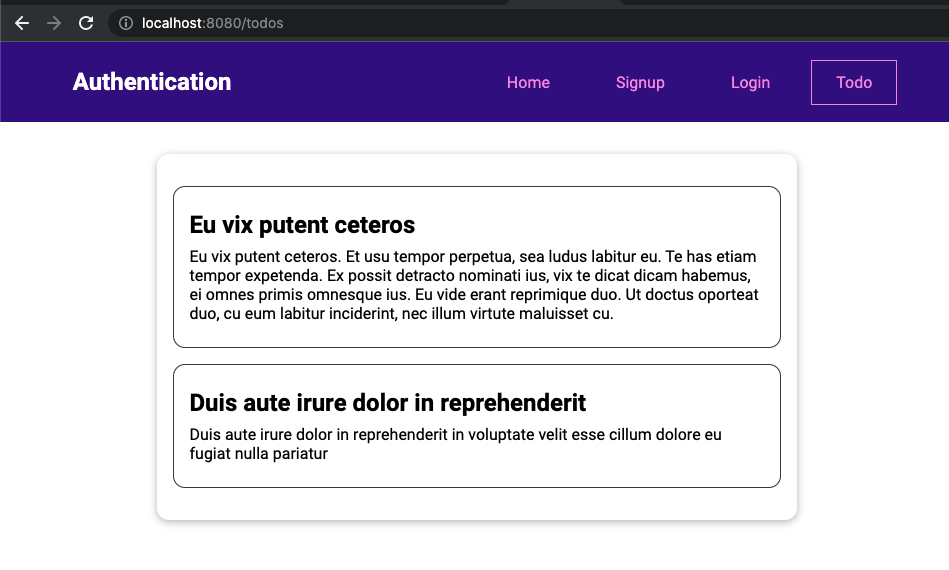 localhost:8080/todos
Authentication
Home
Signup
Login
Todo
Eu vix putent ceteros
Eu vix putent ceteros. Et usu tempor perpetua, sea ludus labitur eu. Te has etiam
tempor expetenda. Ex possit detracto nominati ius, vix te dicat dicam habemus,
ei omnes primis omnesque ius. Eu vide erant reprimique duo. Ut doctus oporteat
duo, cu eum labitur inciderint, nec illum virtute maluisset cu.
Duis aute irure dolor in reprehenderit
Duis aute irure dolor in reprehenderit in voluptate velit esse cillum dolore eu
fugiat nulla pariatur